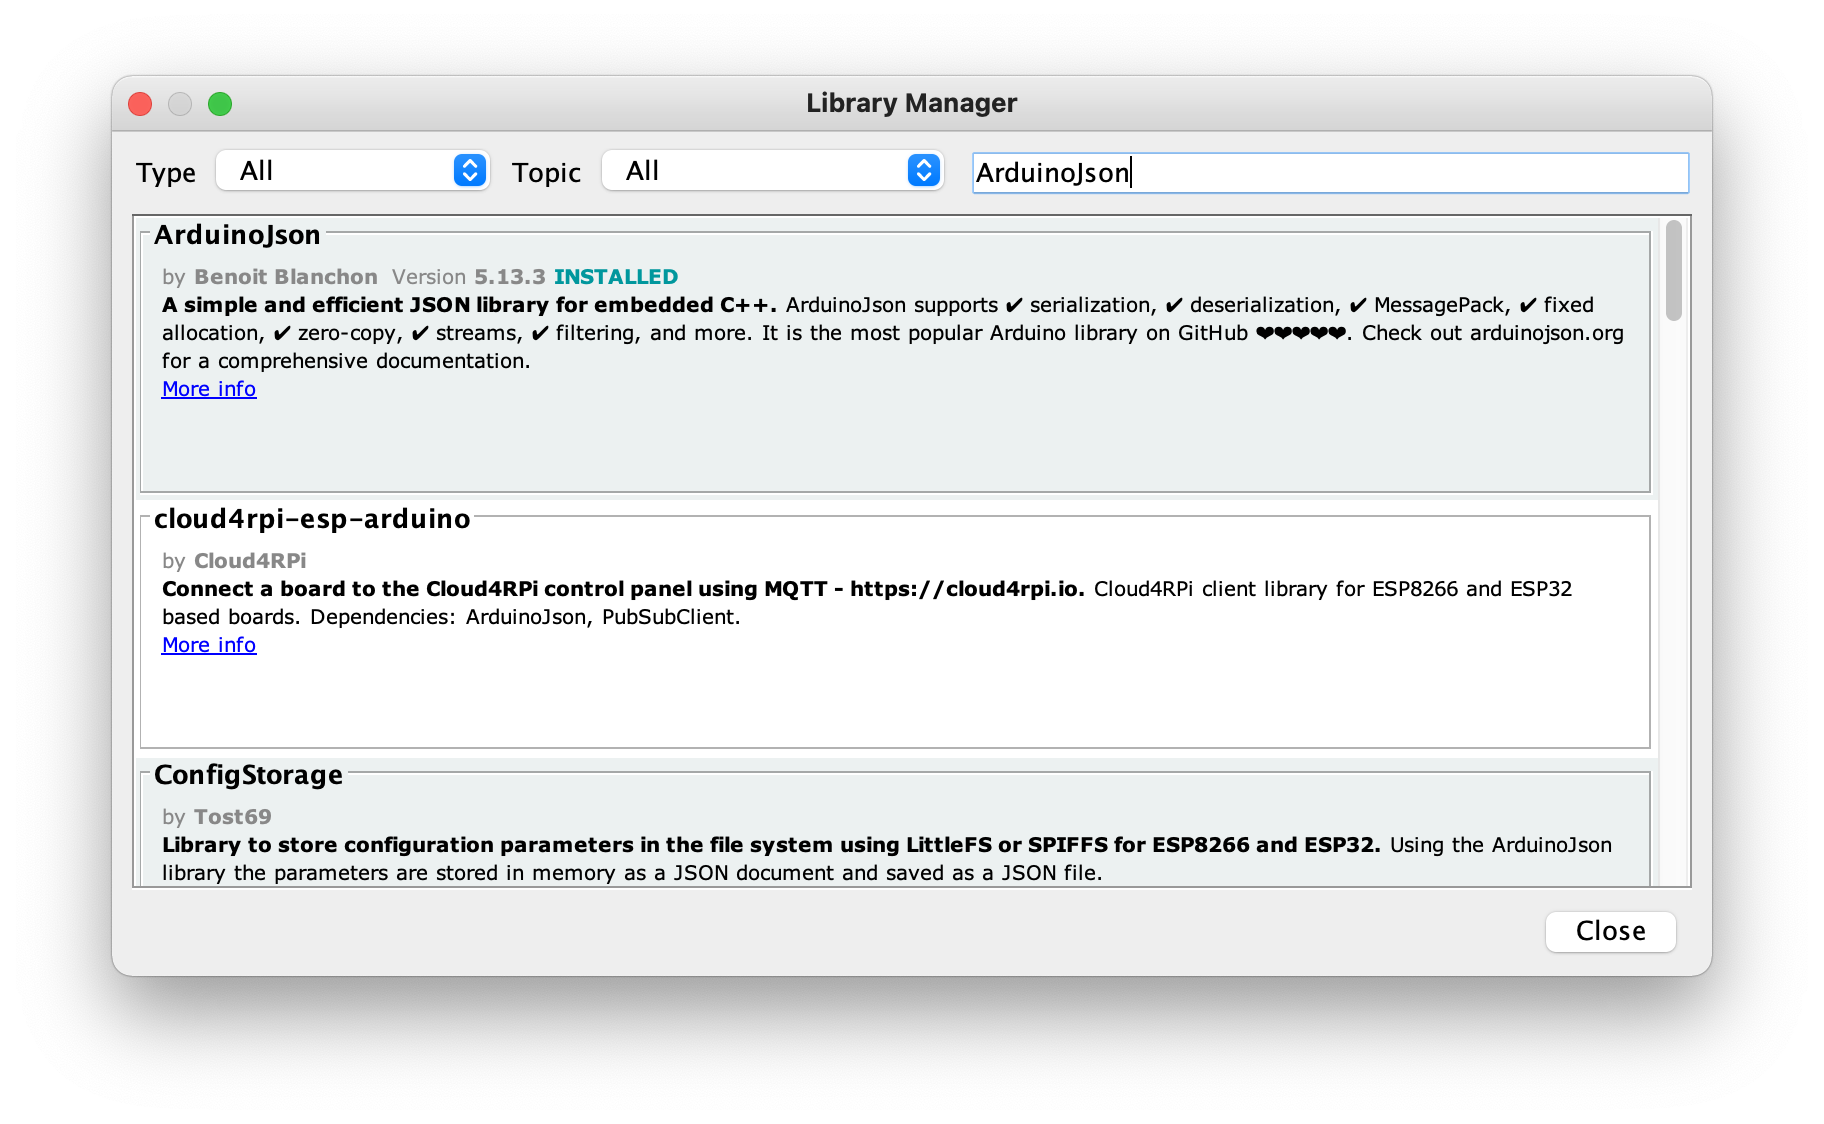 Library Manager
Type All Topic All ArduinoJson
ArduinoJson
by Benoit Blanchon Version 5.13.3 INSTALLED
A simple and efficient JSON library for embedded C++. ArduinoJson supports ✔ serialization, ✔ deserialization, ✔ MessagePack, ✔ fixed
allocation, ✔ zero-copy, ✔ streams, ✔ filtering, and more. It is the most popular Arduino library on GitHub ❤❤❤❤❤. Check out arduinojson.org
for a comprehensive documentation.
More info
cloud4rpi-esp-arduino
by Cloud4RPi
Connect a board to the Cloud4RPi control panel using MQTT - https://cloud4rpi.io. Cloud4RPi client library for ESP8266 and ESP32
based boards. Dependencies: ArduinoJson, PubSubClient.
More info
ConfigStorage
by Tost69
Library to store configuration parameters in the file system using LittleFS or SPIFFS for ESP8266 and ESP32. Using the ArduinoJson
library the parameters are stored in memory as a JSON document and saved as a JSON file.
Close